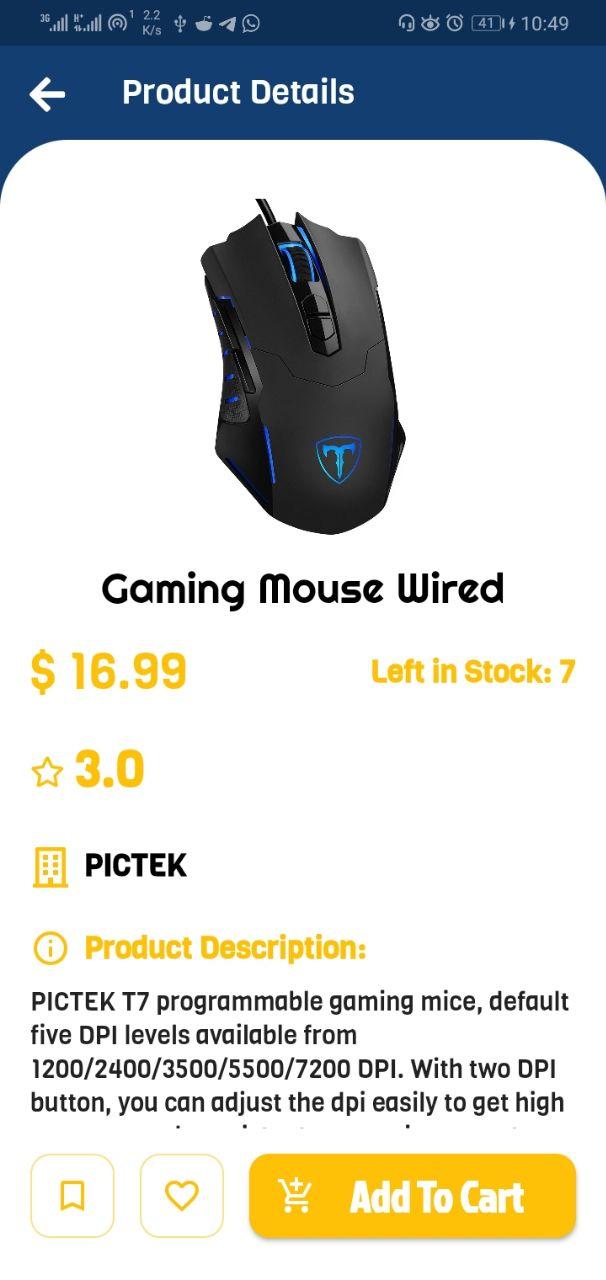 3G H+ 1 2.2 K/s 41 10:49
Product Details
Gaming Mouse Wired
$ 16.99 Left in Stock: 7
3.0
PICTEK
Product Description:
PICTEK T7 programmable gaming mice, default
five DPI levels available from
1200/2400/3500/5500/7200 DPI. With two DPI
button, you can adjust the dpi easily to get high
Add To Cart